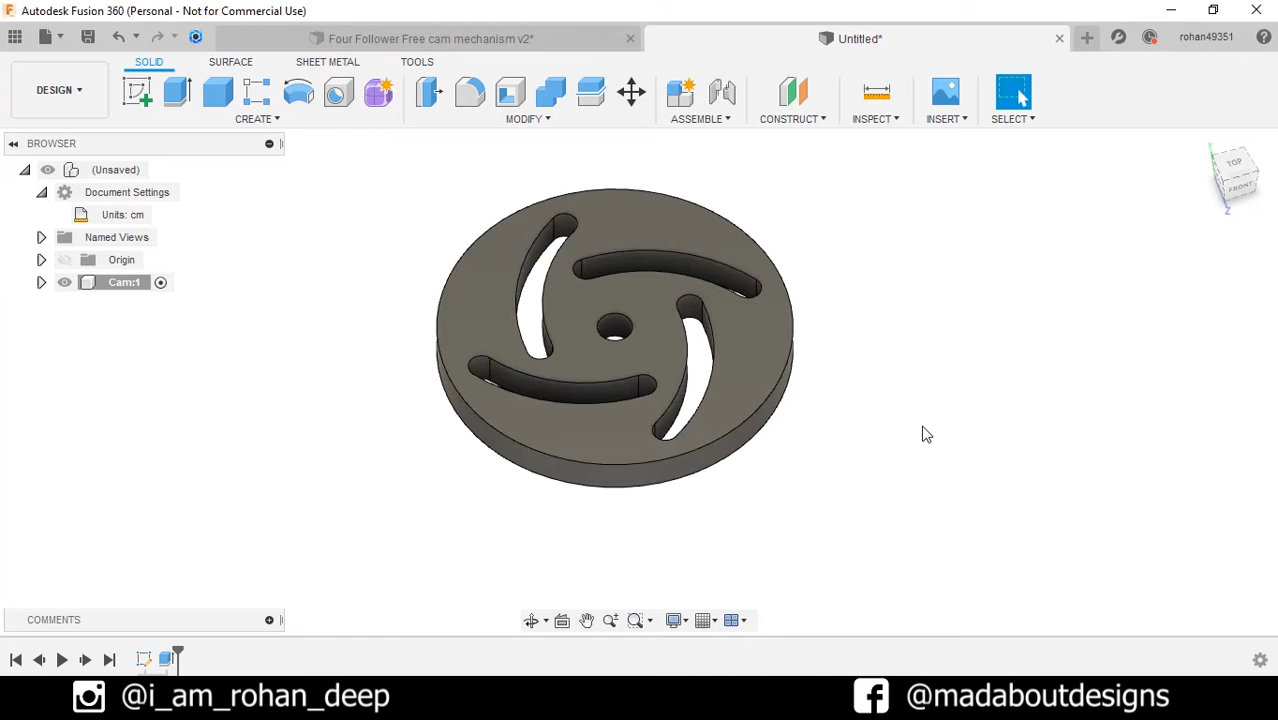 Autodesk Fusion 360 (Personal - Not for Commercial Use)
Four Follower Free cam mechanism v2*
Untitled*
rohan49351
DESIGN
SOLID
SURFACE
SHEET METAL
TOOLS
CREATE
MODIFY
ASSEMBLE
CONSTRUCT
INSPECT
INSERT
SELECT
BROWSER
(Unsaved)
Document Settings
Units: cm
Named Views
Origin
Cam:1
Y
TOP
FRONT
Z
COMMENTS
@i_am_rohan_deep
@madaboutdesigns